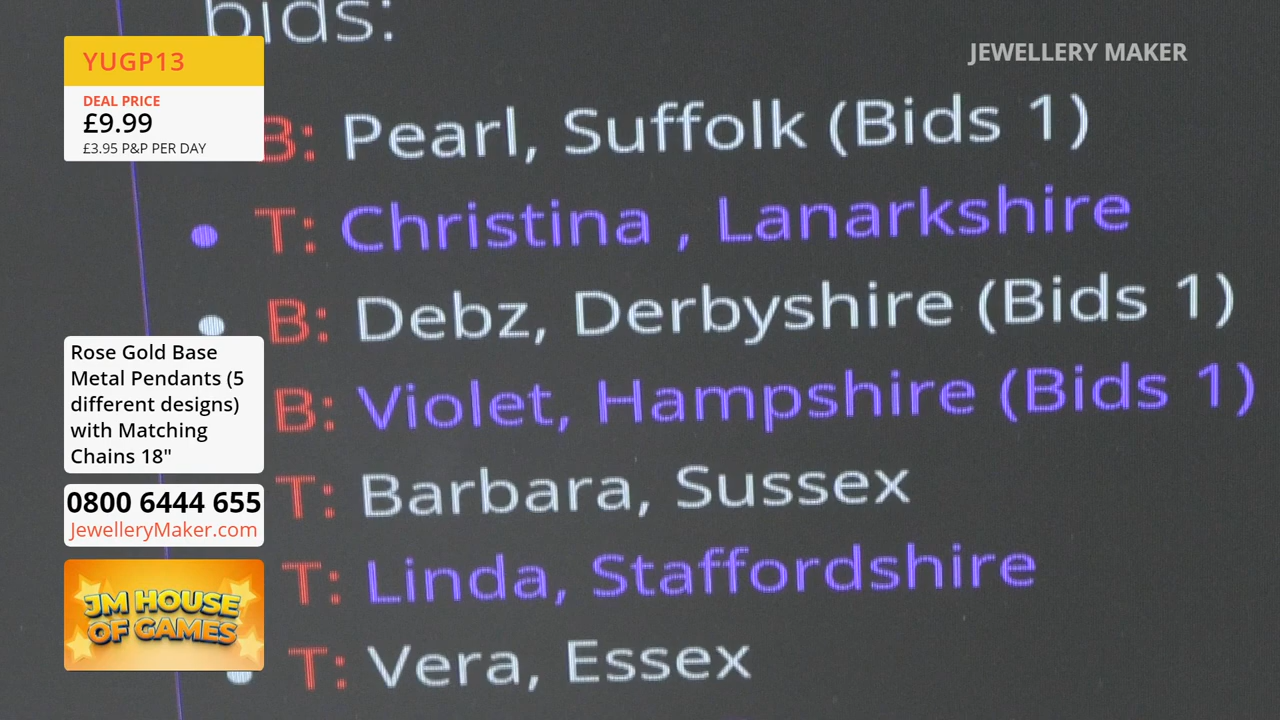 bids:
YUGP13
JEWELLERY MAKER
DEAL PRICE
£9.99
£3.95 P&P PER DAY
B: Pearl, Suffolk (Bids 1)
T: Christina , Lanarkshire
B: Debz, Derbyshire (Bids 1)
Rose Gold Base
Metal Pendants (5
different designs)
with Matching
Chains 18"
B: Violet, Hampshire (Bids 1)
T: Barbara, Sussex
0800 6444 655
JewelleryMaker.com
T: Linda, Staffordshire
JM HOUSE
OF GAMES
T: Vera, Essex